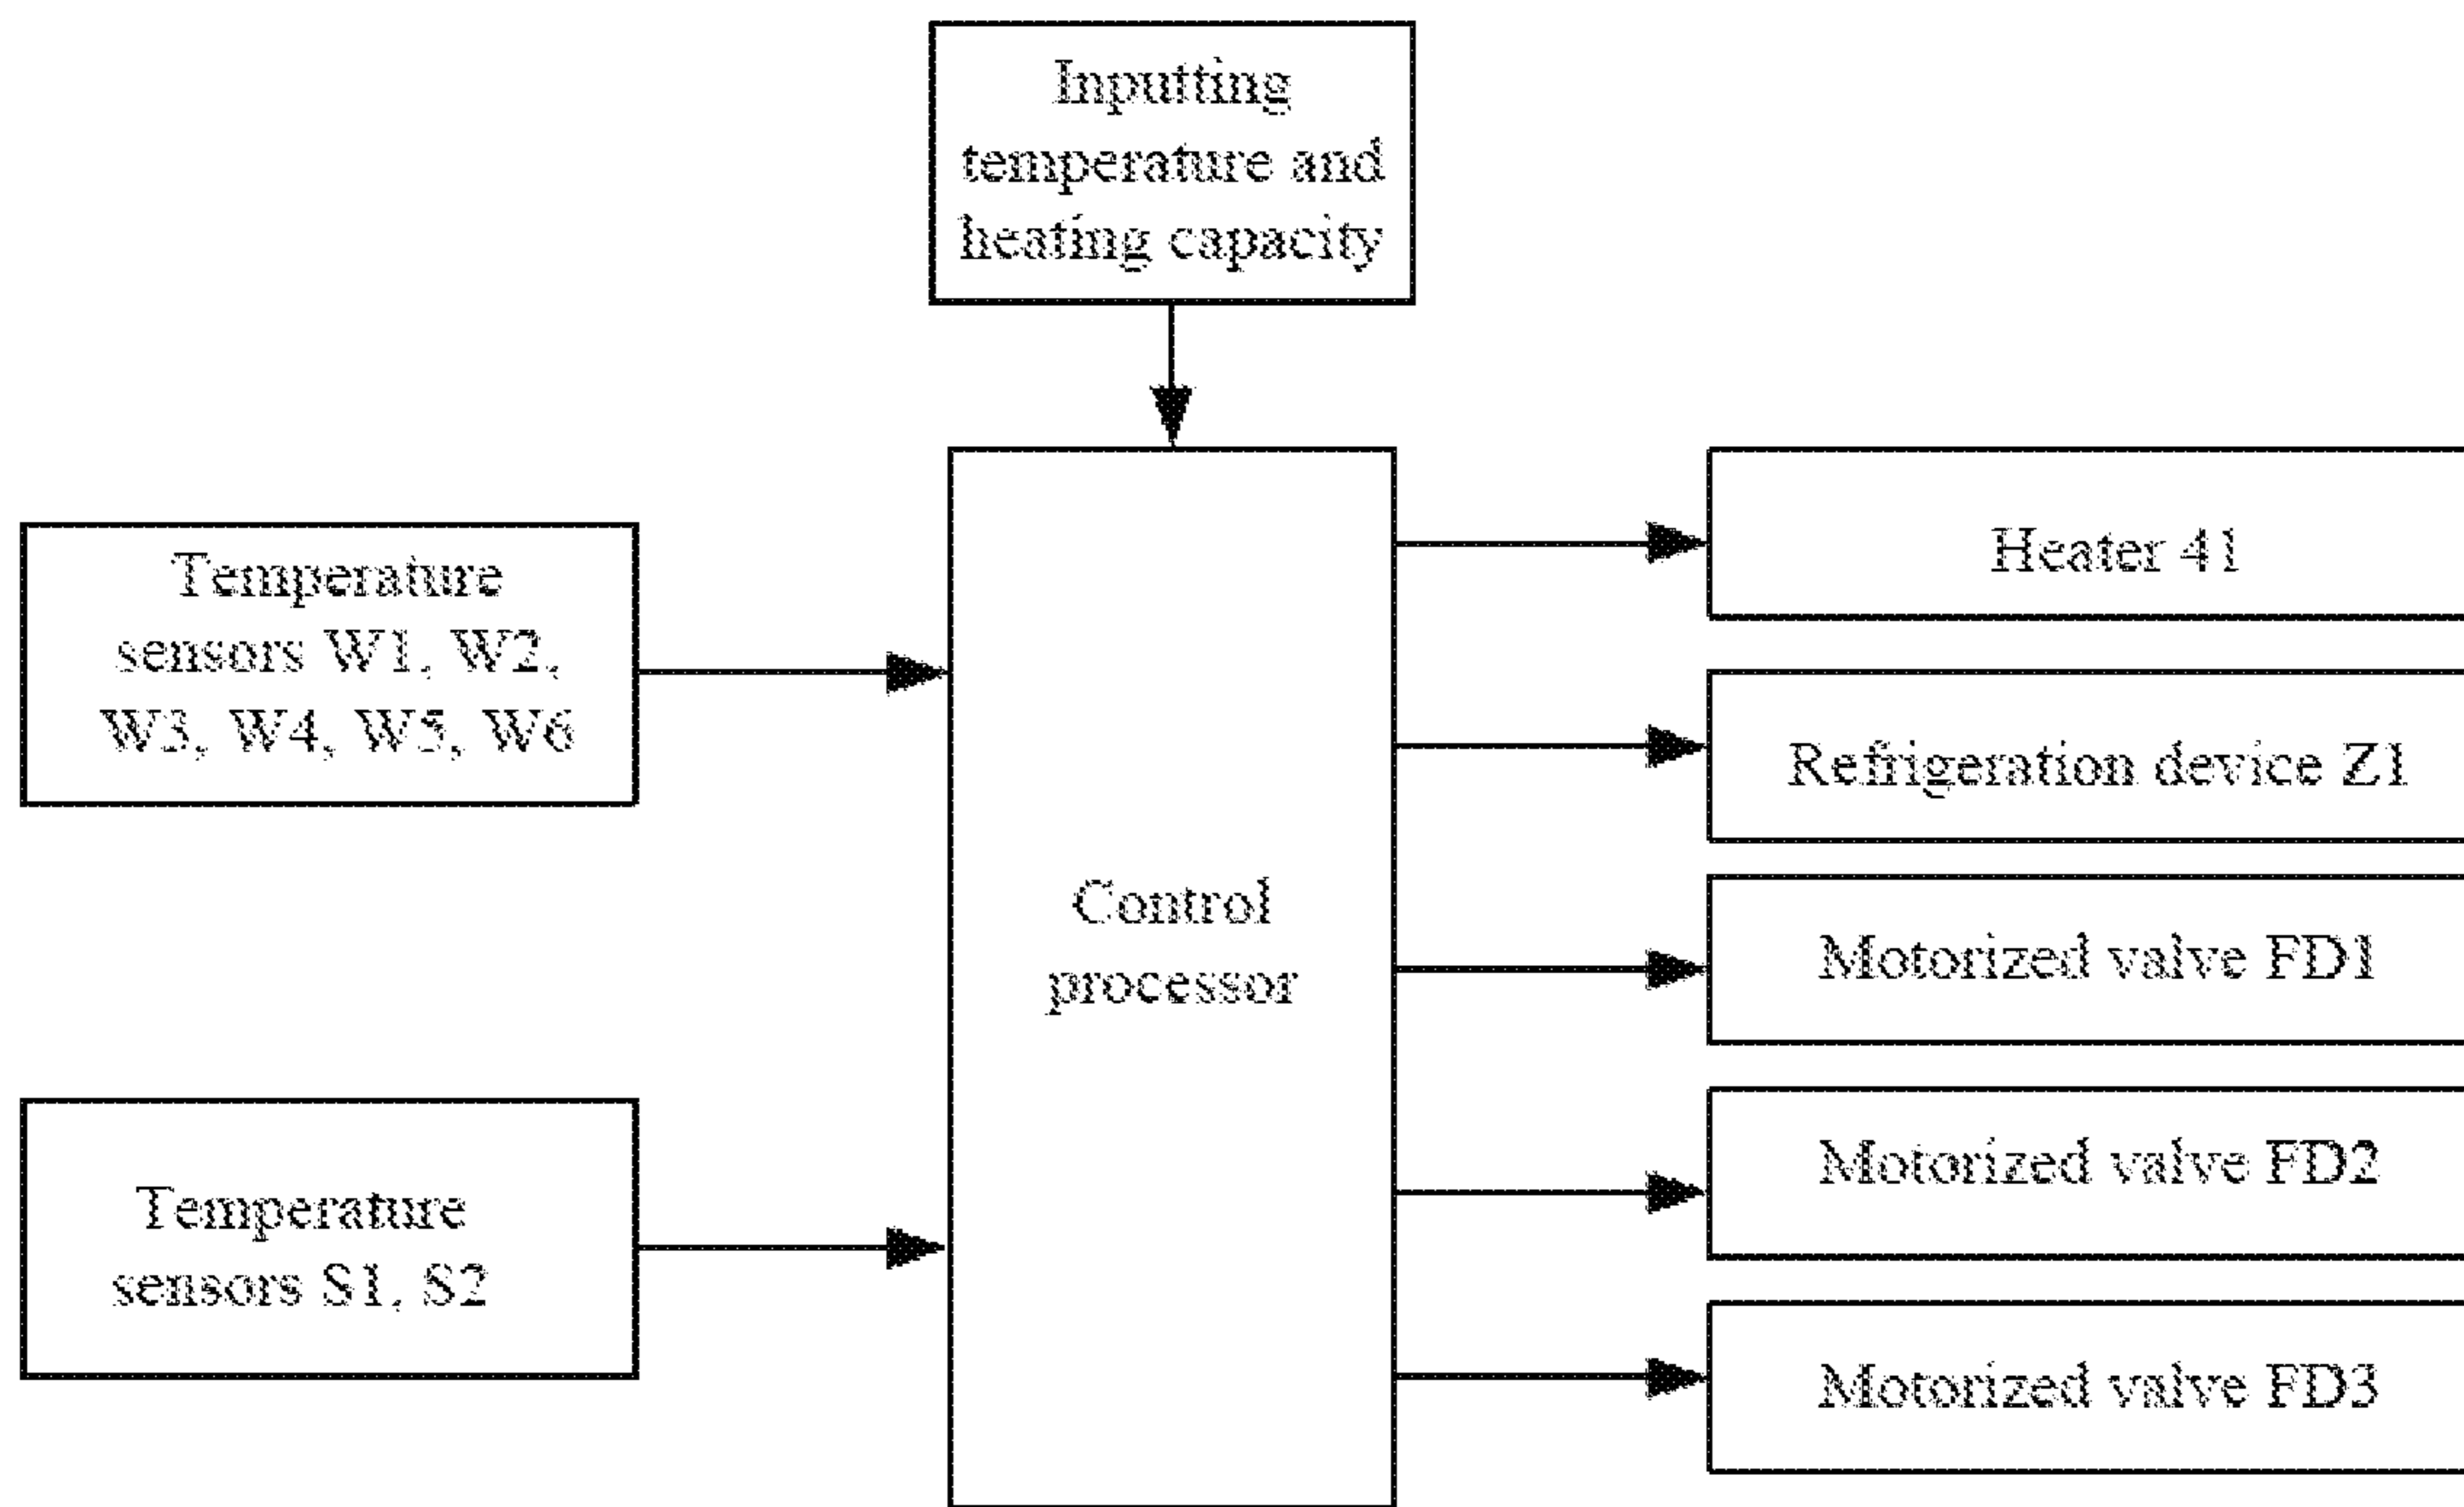 Inputting
temperature and
heating capacity
Temperature
sensors W1, W2,
W3, W4, W5, W6
Temperature
sensors S1, S2
Control
processor
Heater 41
Refrigeration device Z1
Motorized valve FD1
Motorized valve FD2
Motorized valve FD3